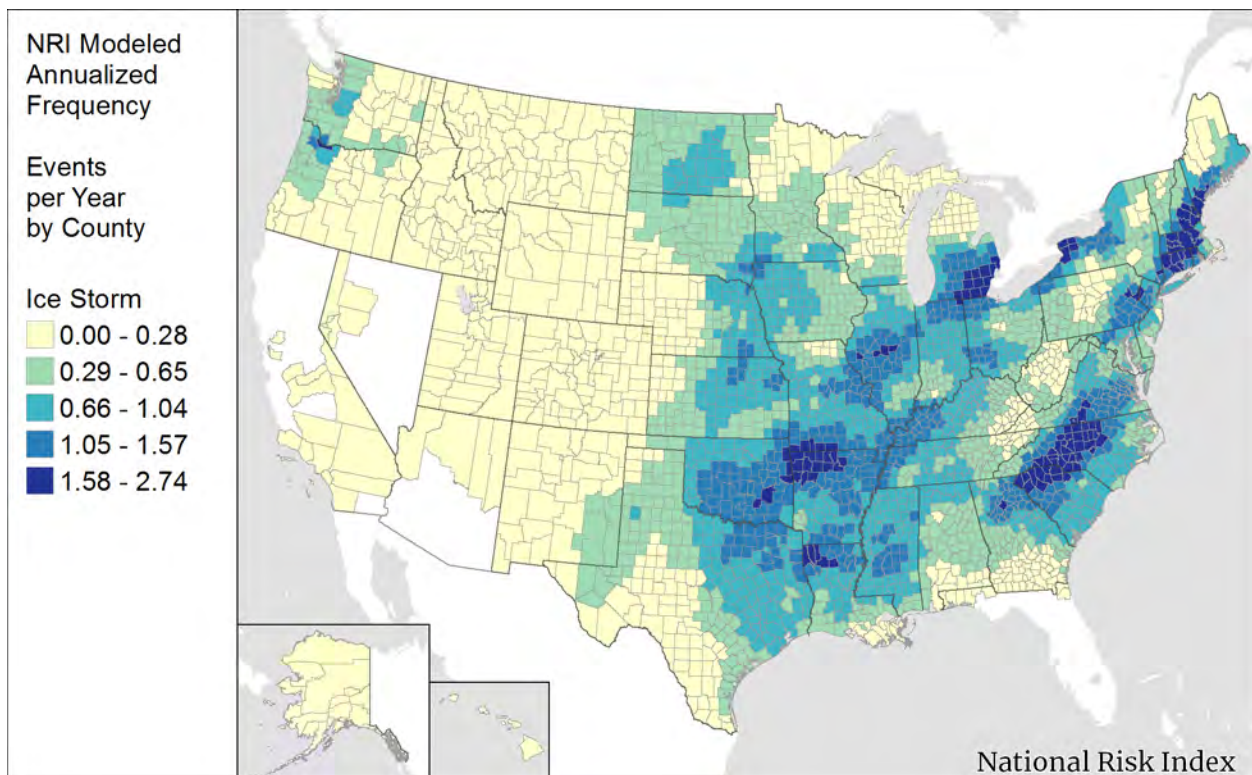 NRI Modeled
Annualized
Frequency
Events
per Year
by County
Ice Storm
0.00 - 0.28
0.29 - 0.65
0.66 - 1.04
1.05 - 1.57
1.58 - 2.74
National Risk Index